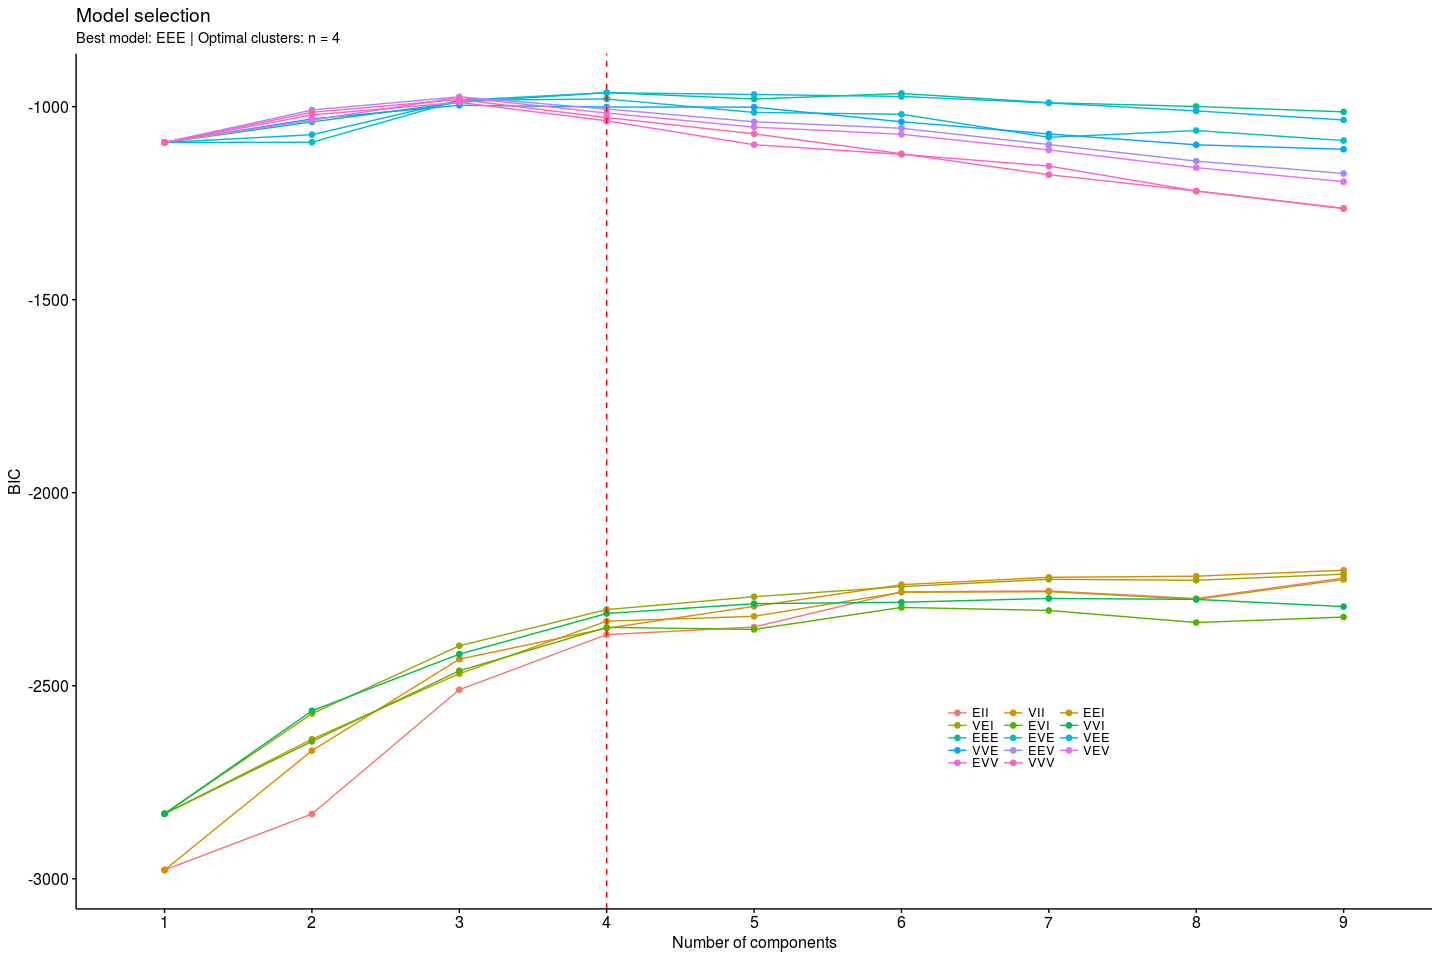 Model selection
Best model: EEE | Optimal clusters: n = 4
-1000
-1500
-2000
-2500
-3000
BIC
EII VII EEI
VEI EVI VVI
EEE EVE VEE
VVE EEV VEV
EVV VVV
1 2 3 4 5 6 7 8 9
Number of components